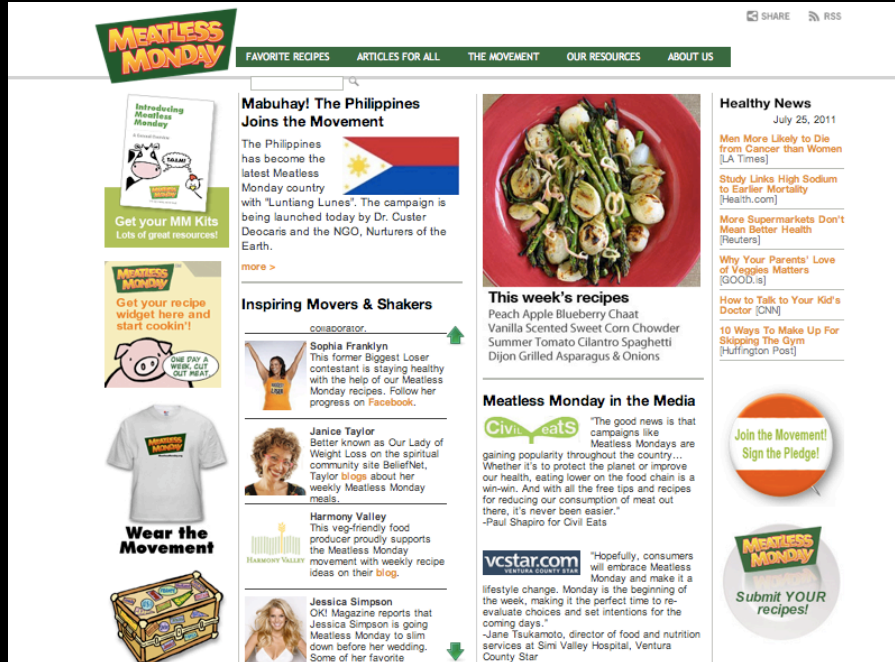 SHARE
RSS
MEATLESS
MONDAY
FAVORITE RECIPES
ARTICLES FOR ALL
THE MOVEMENT
OUR RESOURCES
ABOUT US
Introducing
Meatless
Monday
Get your MM Kits
Lots of great resources!
MEATLESS
MONDAY
Get your recipe
widget here and
start cookin'!
ONE DAY A
WEEK, CUT
OUT MEAT.
MEATLESS
MONDAY
Wear the
Movement
Mabuhay! The Philippines
Joins the Movement
The Philippines
has become the
latest Meatless
Monday country
with "Luntiang Lunes". The campaign is
being launched today by Dr. Custer
Deocaris and the NGO, Nurturers of the
Earth.
more >
Inspiring Movers & Shakers
collaborator.
Sophia Franklyn
This former Biggest Loser
contestant is staying healthy
with the help of our Meatless
Monday recipes. Follow her
progress on Facebook.
Janice Taylor
Better known as Our Lady of
Weight Loss on the spiritual
community site BeliefNet,
Taylor blogs about her
weekly Meatless Monday
meals.
HARMONY VALLEY
Harmony Valley
This veg-friendly food
producer proudly supports
the Meatless Monday
movement with weekly recipe
ideas on their blog.
Jessica Simpson
OK! Magazine reports that
Jessica Simpson is going
Meatless Monday to slim
down before her wedding.
Some of her favorite
This week's recipes
Peach Apple Blueberry Chaat
Vanilla Scented Sweet Corn Chowder
Summer Tomato Cilantro Spaghetti
Dijon Grilled Asparagus & Onions
Meatless Monday in the Media
Civil eats
"The good news is that
campaigns like
Meatless Mondays are
gaining popularity throughout the country...
Whether it's to protect the planet or improve
our health, eating lower on the food chain is a
win-win. And with all the free tips and recipes
for reducing our consumption of meat out
there, it's never been easier."
-Paul Shapiro for Civil Eats
vcstar.com
VENTURA COUNTY STAR
"Hopefully, consumers
will embrace Meatless
Monday and make it a
lifestyle change. Monday is the beginning of
the week, making it the perfect time to re-
evaluate choices and set intentions for the
coming days."
-Jane Tsukamoto, director of food and nutrition
services at Simi Valley Hospital, Ventura
County Star
Healthy News
July 25, 2011
Men More Likely to Die
from Cancer than Women
[LA Times]
Study Links High Sodium
to Earlier Mortality
[Health.com]
More Supermarkets Don't
Mean Better Health
[Reuters]
Why Your Parents' Love
of Veggies Matters
[GOOD.is]
How to Talk to Your Kid's
Doctor [CNN]
10 Ways To Make Up For
Skipping The Gym
[Huffington Post]
Join the Movement!
Sign the Pledge!
MEATLESS
MONDAY
Submit YOUR
recipes!